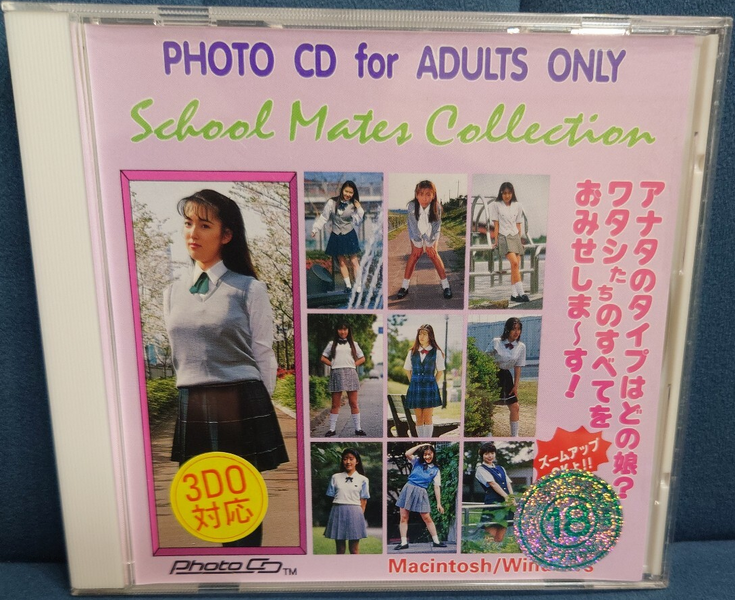 PHOTO CD for ADULTS ONLY
School Mates Collection
アナタのタイプはどの娘？
ワタシたちのすべてを
おみせしま～す！
3DO
対応
ズームアップ
18
Photo CD TM
Macintosh/Windows